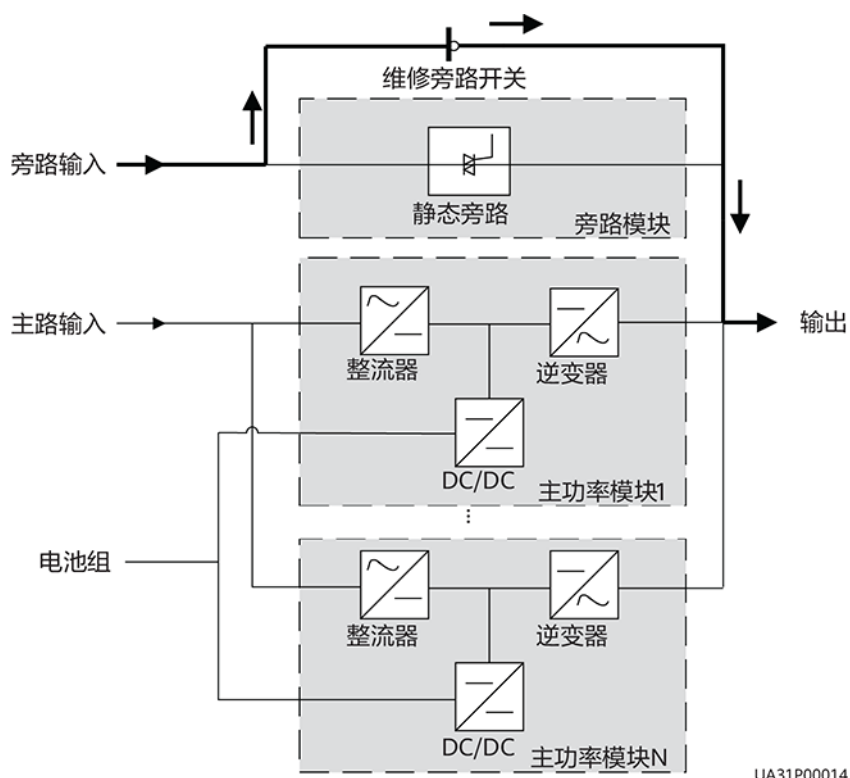 维修旁路开关
旁路输入
静态旁路
旁路模块
主路输入
输出
整流器
逆变器
DC/DC
主功率模块1
电池组
整流器
逆变器
DC/DC
主功率模块N
UA31P00014